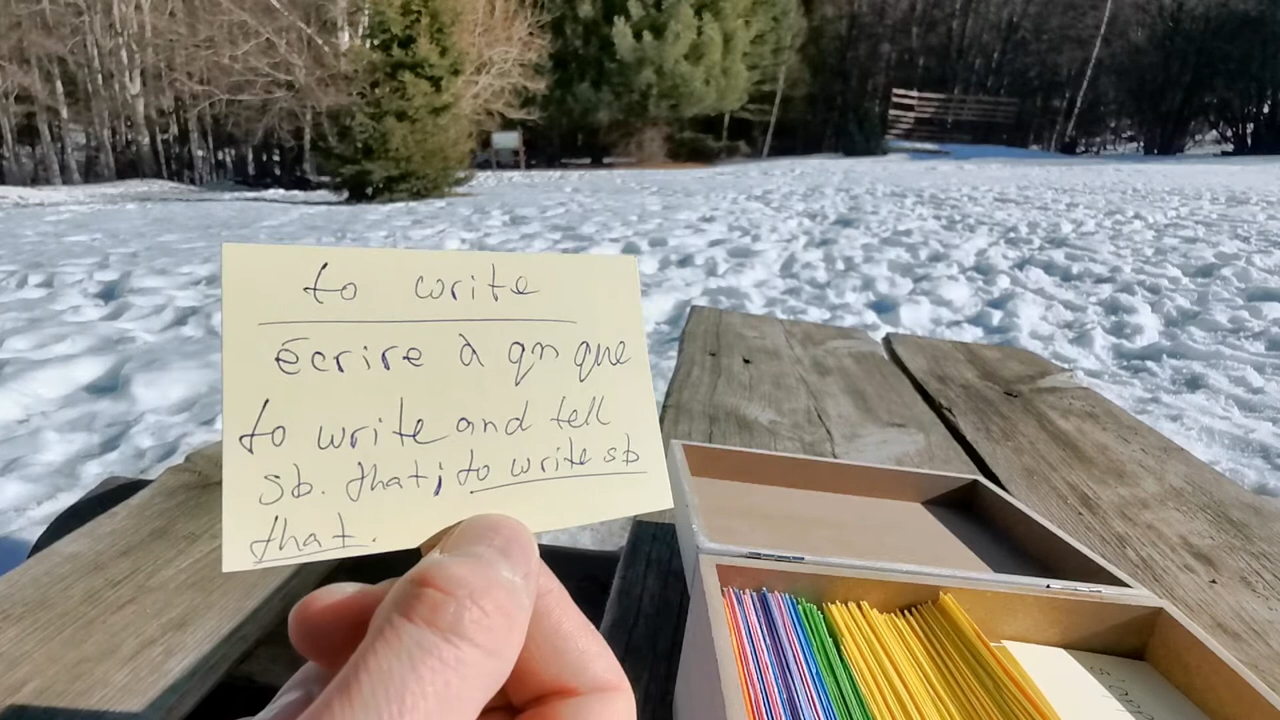 to write
écrire à qn que
to write and tell
sb. that; to write sb
that.